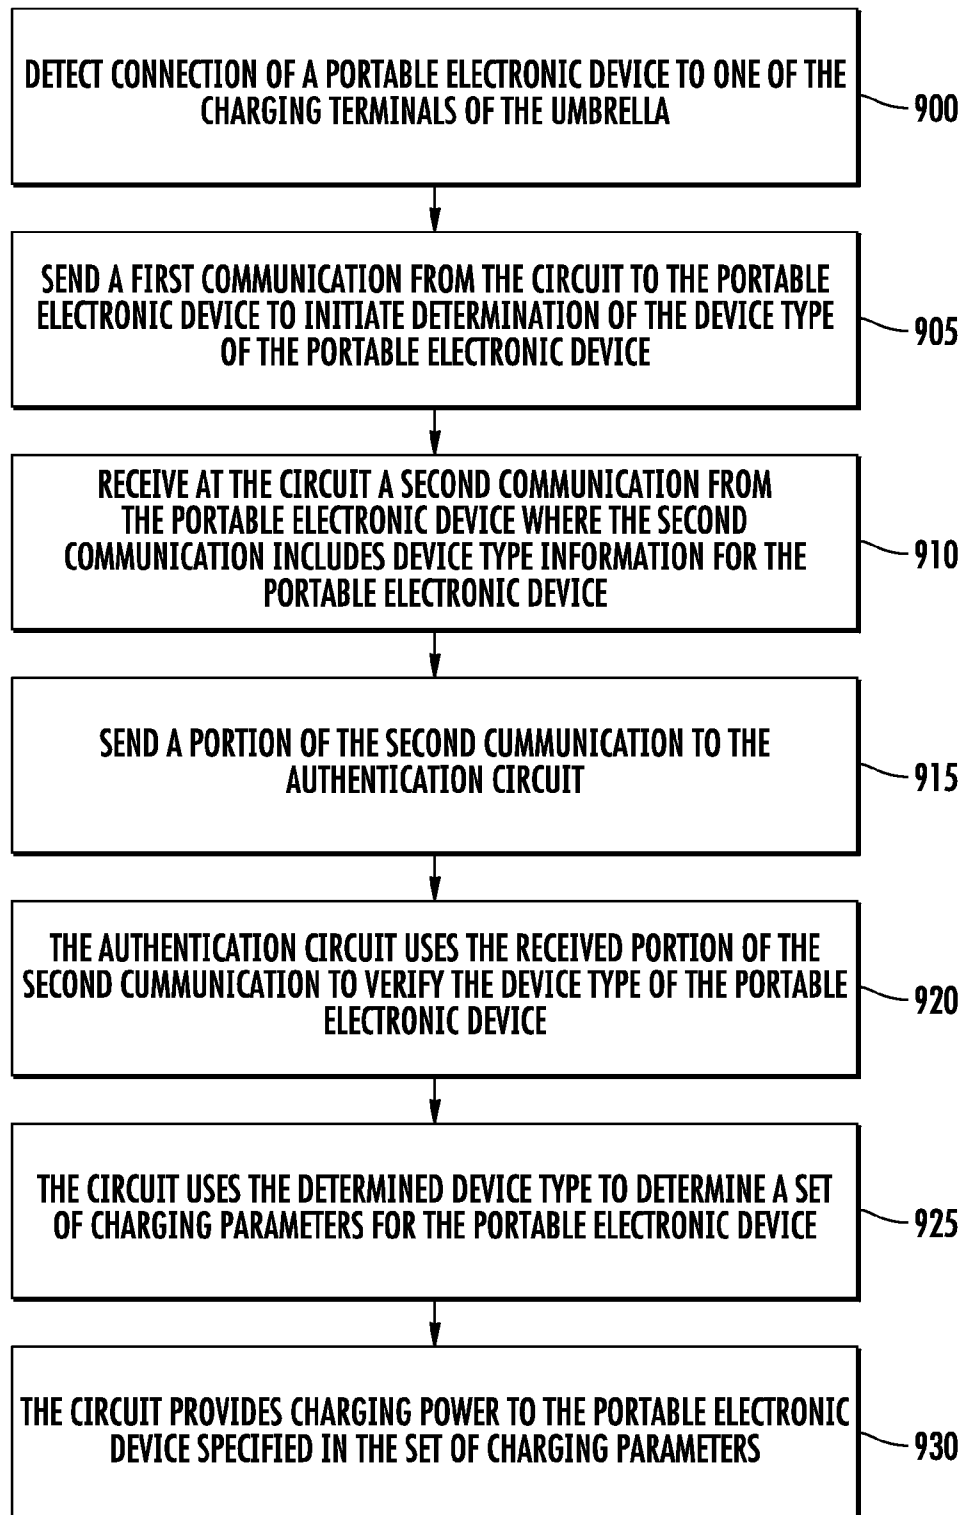 DETECT CONNECTION OF A PORTABLE ELECTRONIC DEVICE TO ONE OF THE
CHARGING TERMINALS OF THE UMBRELLA
900
SEND A FIRST COMMUNICATION FROM THE CIRCUIT TO THE PORTABLE
ELECTRONIC DEVICE TO INITIATE DETERMINATION OF THE DEVICE TYPE
OF THE PORTABLE ELECTRONIC DEVICE
905
RECEIVE AT THE CIRCUIT A SECOND COMMUNICATION FROM
THE PORTABLE ELECTRONIC DEVICE WHERE THE SECOND
COMMUNICATION INCLUDES DEVICE TYPE INFORMATION FOR THE
PORTABLE ELECTRONIC DEVICE
910
SEND A PORTION OF THE SECOND CUMMUNICATION TO THE
AUTHENTICATION CIRCUIT
915
THE AUTHENTICATION CIRCUIT USES THE RECEIVED PORTION OF THE
SECOND CUMMUNICATION TO VERIFY THE DEVICE TYPE OF THE PORTABLE
ELECTRONIC DEVICE
920
THE CIRCUIT USES THE DETERMINED DEVICE TYPE TO DETERMINE A SET
OF CHARGING PARAMETERS FOR THE PORTABLE ELECTRONIC DEVICE
925
THE CIRCUIT PROVIDES CHARGING POWER TO THE PORTABLE ELECTRONIC
DEVICE SPECIFIED IN THE SET OF CHARGING PARAMETERS
930